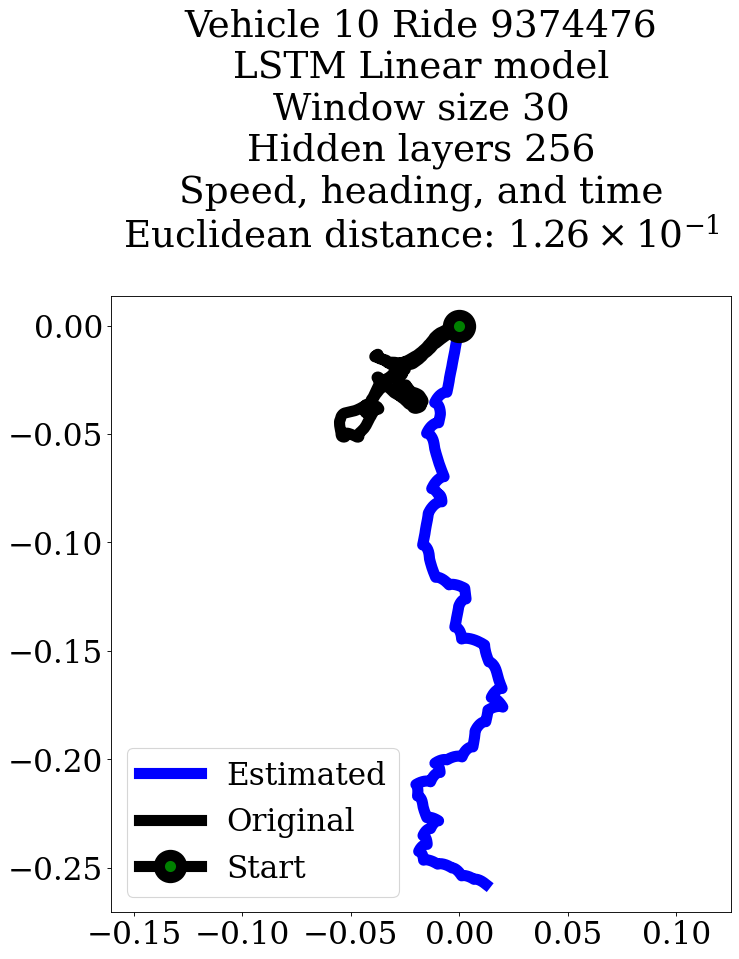 Vehicle 10 Ride 9374476
LSTM Linear model
Window size 30
Hidden layers 256
Speed, heading, and time
Euclidean distance: 1.26 × 10⁻¹
0.00
−0.05
−0.10
−0.15
−0.20
−0.25
Estimated
Original
Start
−0.15 −0.10 −0.05 0.00 0.05 0.10